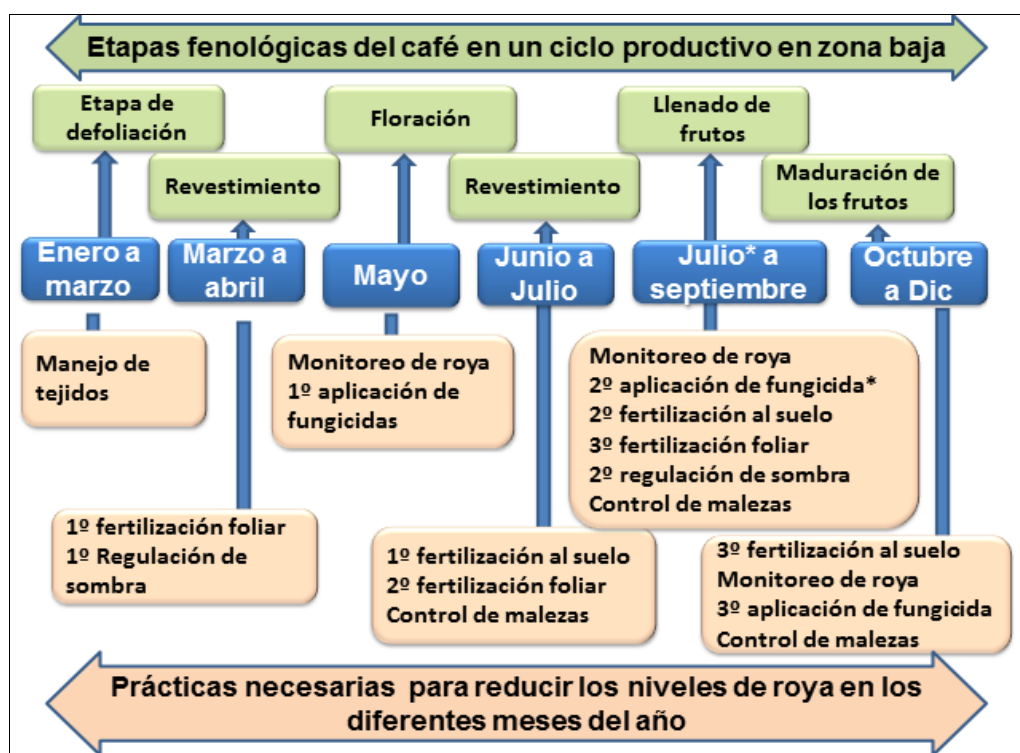 Etapas fenológicas del café en un ciclo productivo en zona baja
Etapa de
defoliación
Revestimiento
Floración
Revestimiento
Llenado de
frutos
Maduración de
los frutos
Enero a
marzo
Marzo a
abril
Mayo
Junio a
Julio
Julio* a
septiembre
Octubre
a Dic
Manejo de
tejidos
1º fertilización foliar
1º Regulación de
sombra
Monitoreo de roya
1º aplicación de
fungicidas
1º fertilización al suelo
2º fertilización foliar
Control de malezas
Monitoreo de roya
2º aplicación de fungicida*
2º fertilización al suelo
3º fertilización foliar
2º regulación de sombra
Control de malezas
3º fertilización al suelo
Monitoreo de roya
3º aplicación de fungicida
Control de malezas
Prácticas necesarias para reducir los niveles de roya en los
diferentes meses del año